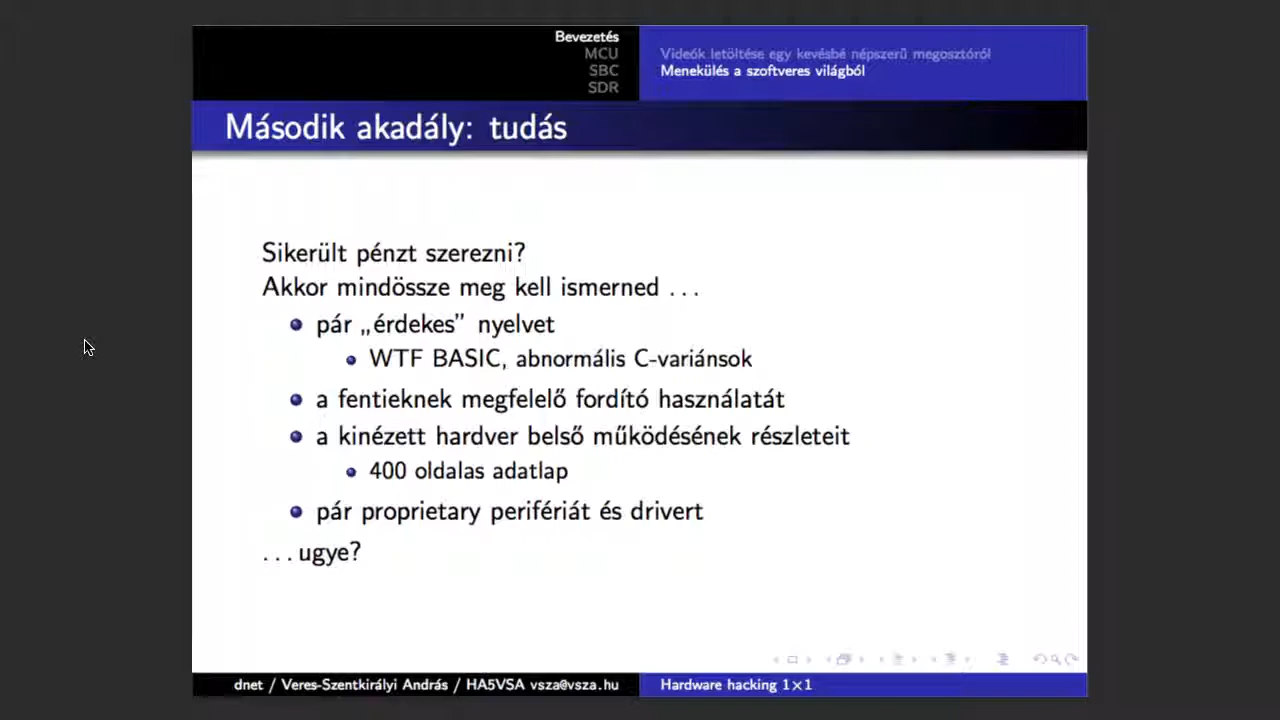 Bevezetés
MCU
SBC
SDR
Videók letöltése egy kevésbé népszerű megosztóról
Menekülés a szoftveres világból
Második akadály: tudás
Sikerült pénzt szerezni?
Akkor mindössze meg kell ismerned ...
pár „érdekes” nyelvet
WTF BASIC, abnormális C-variánsok
a fentieknek megfelelő fordító használatát
a kinézett hardver belső működésének részleteit
400 oldalas adatlap
pár proprietary perifériát és drivert
... ugye?
dnet / Veres-Szentkirályi András / HA5VSA vsza@vsza.hu
Hardware hacking 1×1